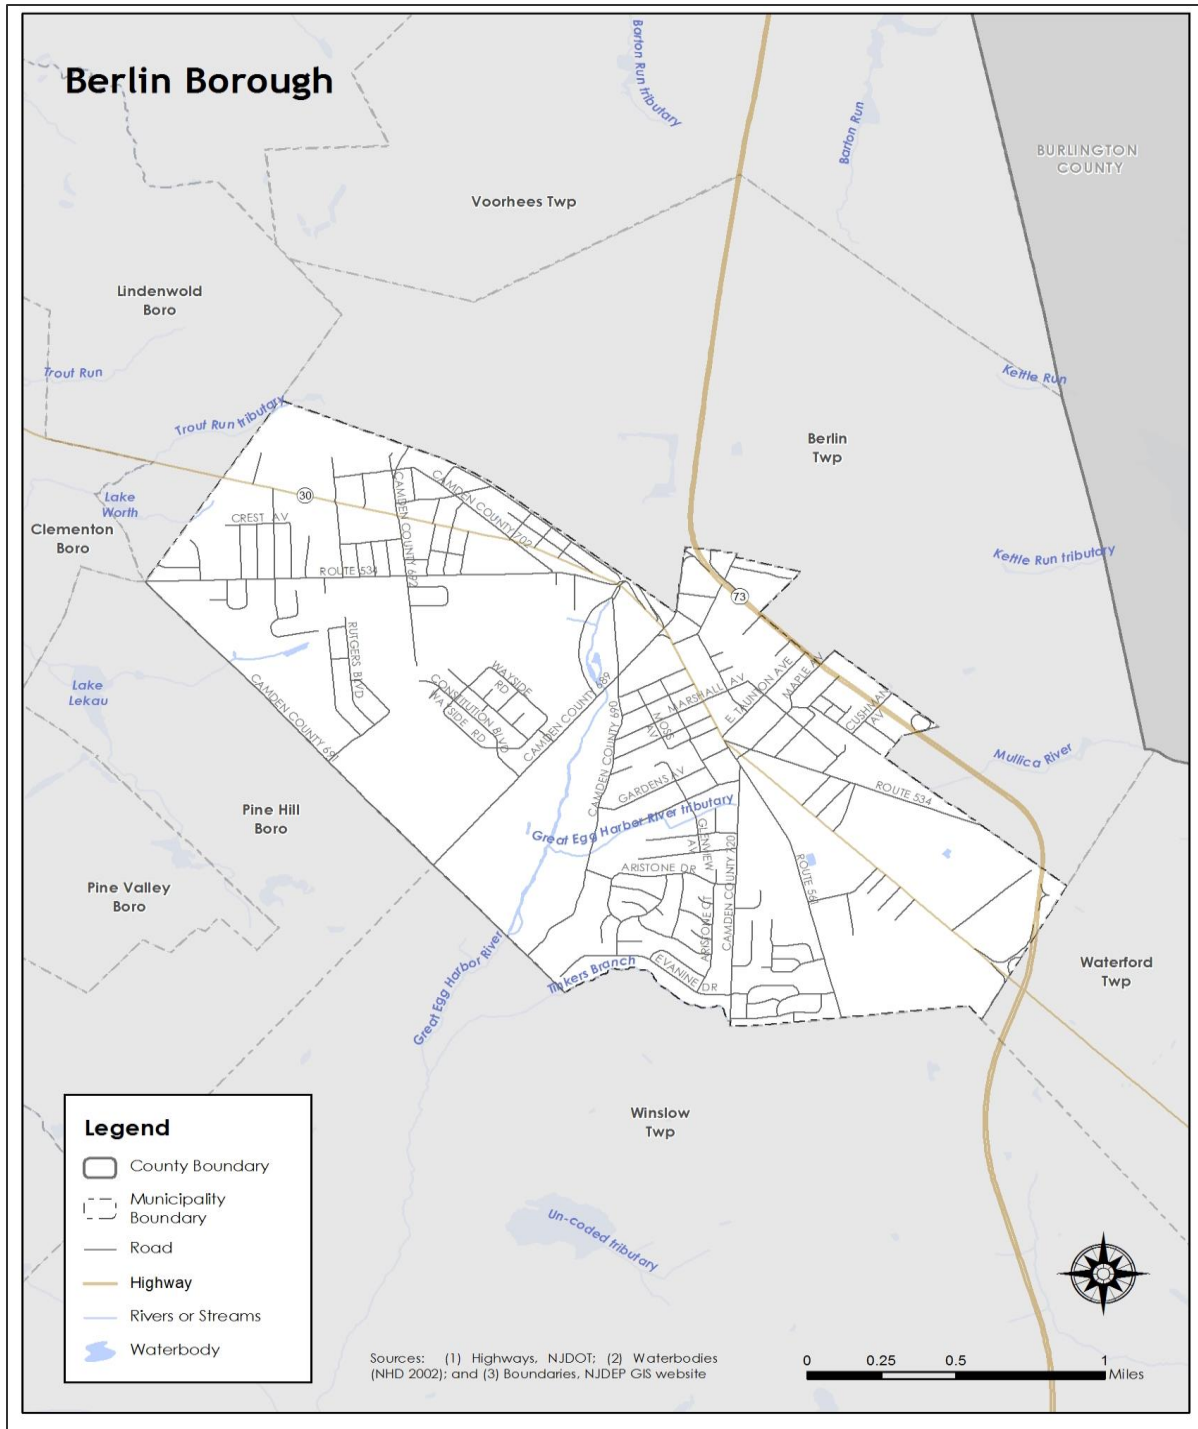 Berlin Borough
Barton Run tributary
Barton Run
BURLINGTON
COUNTY
Voorhees Twp
Lindenwold
Boro
Trout Run
Kettle Run
Trout Run tributary
Berlin
Twp
Lake
Worth
30
CAMDEN COUNTY 702
CAMDEN COUNTY 692
CREST AV
Clementon
Boro
Kettle Run tributary
ROUTE 534
73
RUTGERS BLVD
WAYSIDE
RD
CONSTITUTION BLVD
WAYSIDE RD
CAMDEN COUNTY 689
CAMDEN COUNTY 690
MARSHALL AV
MOSS
AV
E. TAUNTON AVE
MAPLE AV
CUSHMAN
AV
Lake
Lekau
CAMDEN COUNTY 691
Mullica River
ROUTE 534
GARDENS AV
Great Egg Harbor River tributary
Pine Hill
Boro
GLENVIEW
AV
CAMDEN COUNTY 720
ROUTE 561
ARISTONE DR
ARISTONE CT
Pine Valley
Boro
Great Egg Harbor River
Tinkers Branch
EVANINE DR
Waterford
Twp
Winslow
Twp
Un-coded tributary
Legend
County Boundary
Municipality
Boundary
Road
Highway
Rivers or Streams
Waterbody
Sources: (1) Highways, NJDOT; (2) Waterbodies
(NHD 2002); and (3) Boundaries, NJDEP GIS website
0 0.25 0.5 1
Miles